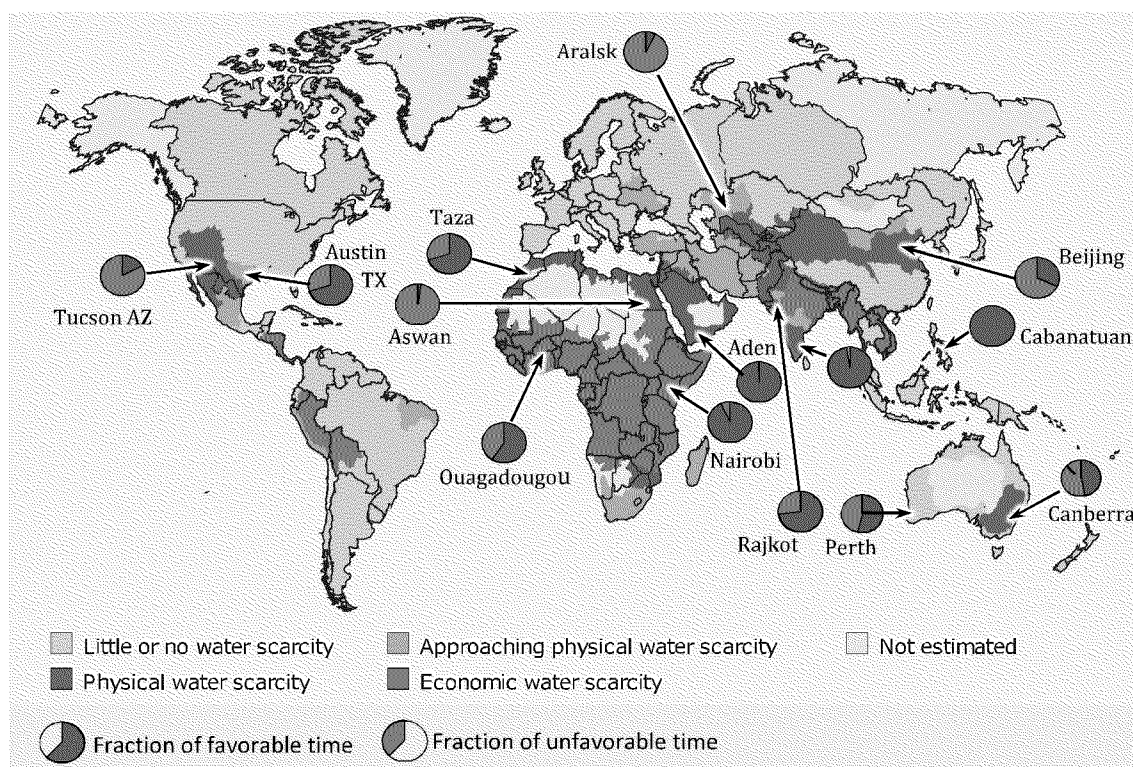 Aralsk
Taza
Austin
TX
Beijing
Tucson AZ
Aswan
Aden
Cabanatuan
Nairobi
Ouagadougou
Rajkot
Perth
Canberra
Little or no water scarcity
Approaching physical water scarcity
Not estimated
Physical water scarcity
Economic water scarcity
Fraction of favorable time
Fraction of unfavorable time